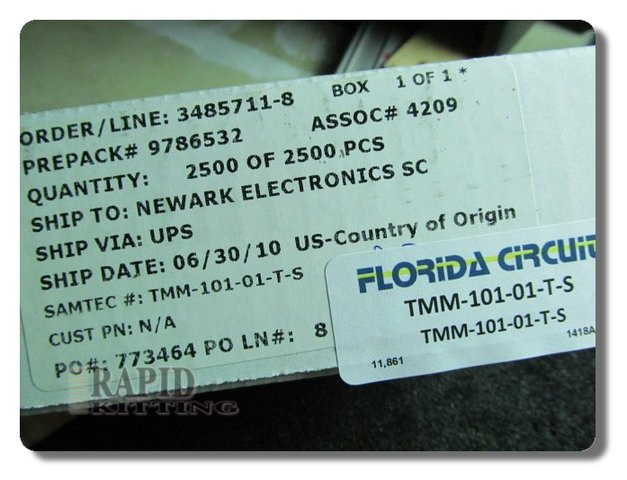 ORDER/LINE: 3485711-8 BOX 1 OF 1 *
PREPACK# 9786532 ASSOC# 4209
QUANTITY: 2500 OF 2500 PCS
SHIP TO: NEWARK ELECTRONICS SC
SHIP VIA: UPS
SHIP DATE: 06/30/10 US-Country of Origin
SAMTEC #: TMM-101-01-T-S
CUST PN: N/A
PO#: 773464 PO LN#: 8
FLORIDA CIRCUIT
TMM-101-01-T-S
TMM-101-01-T-S
11,861 1418A
RAPID
KITTING